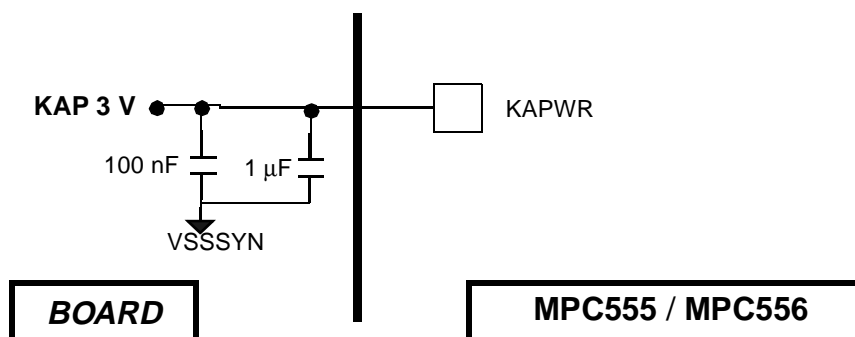 KAP 3 V
KAPWR
100 nF
1 μF
VSSSYN
BOARD
MPC555 / MPC556